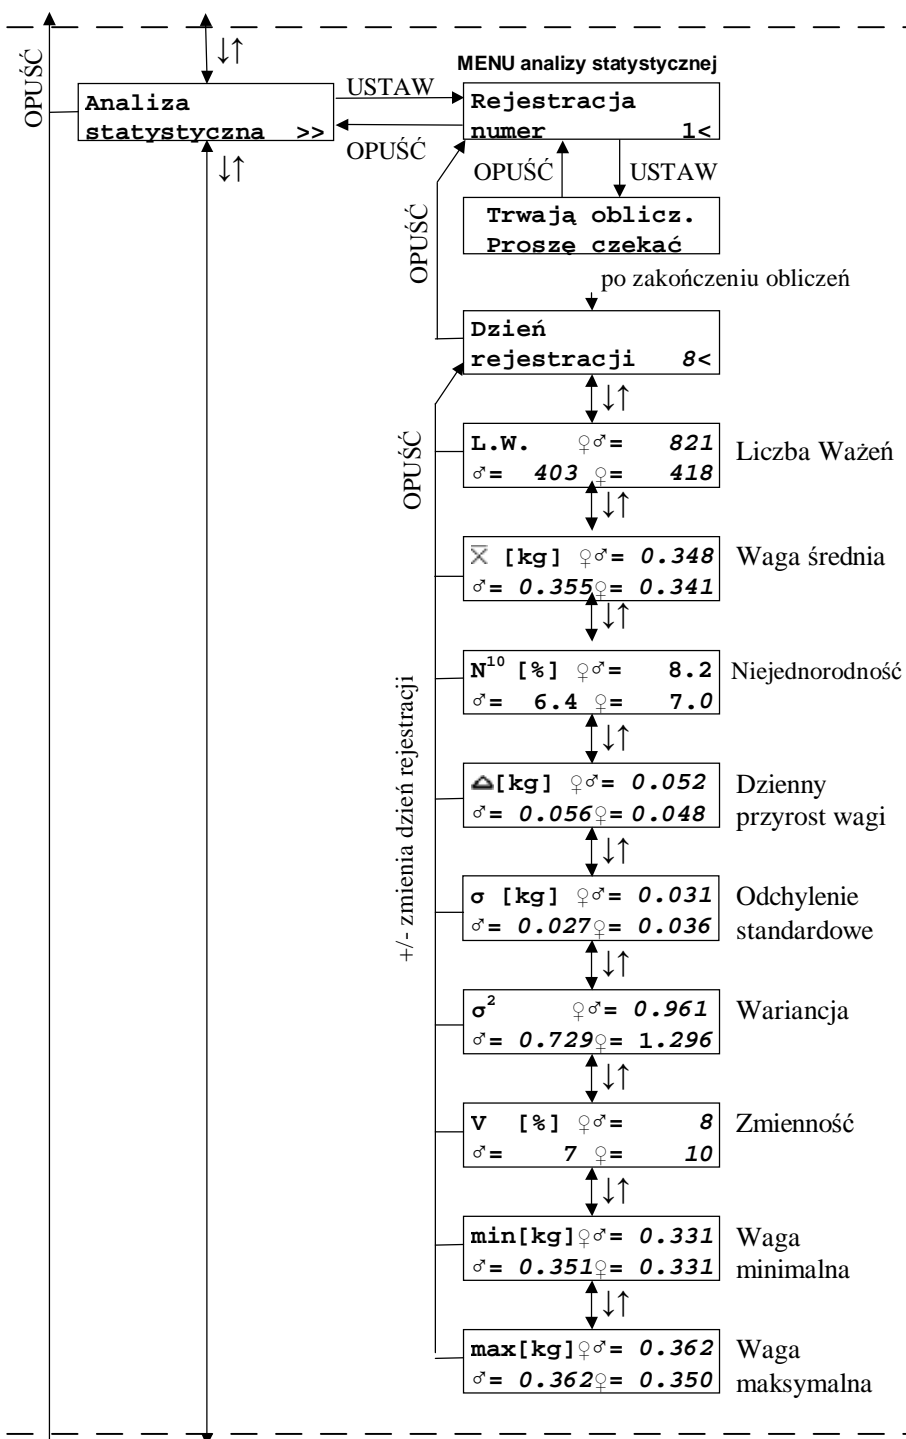 OPUŚĆ
↓↑
MENU analizy statystycznej
Analiza
statystyczna >>
USTAW
OPUŚĆ
Rejestracja
numer 1<
↓↑
OPUŚĆ
USTAW
Trwają oblicz.
Proszę czekać
OPUŚĆ
po zakończeniu obliczeń
Dzień
rejestracji 8<
↓↑
OPUŚĆ
L.W. ♀♂= 821
♂= 403 ♀= 418
Liczba Ważeń
↓↑
X̅ [kg] ♀♂= 0.348
♂= 0.355♀= 0.341
Waga średnia
↓↑
+/- zmienia dzień rejestracji
N¹⁰ [%] ♀♂= 8.2
♂= 6.4 ♀= 7.0
Niejednorodność
↓↑
△[kg] ♀♂= 0.052
♂= 0.056♀=0.048
Dzienny
przyrost wagi
↓↑
σ [kg] ♀♂= 0.031
♂= 0.027♀= 0.036
Odchylenie
standardowe
↓↑
σ² ♀♂= 0.961
♂= 0.729♀= 1.296
Wariancja
↓↑
V [%] ♀♂= 8
♂= 7 ♀= 10
Zmienność
↓↑
min[kg]♀♂= 0.331
♂= 0.351♀= 0.331
Waga
minimalna
↓↑
max[kg]♀♂= 0.362
♂= 0.362♀= 0.350
Waga
maksymalna